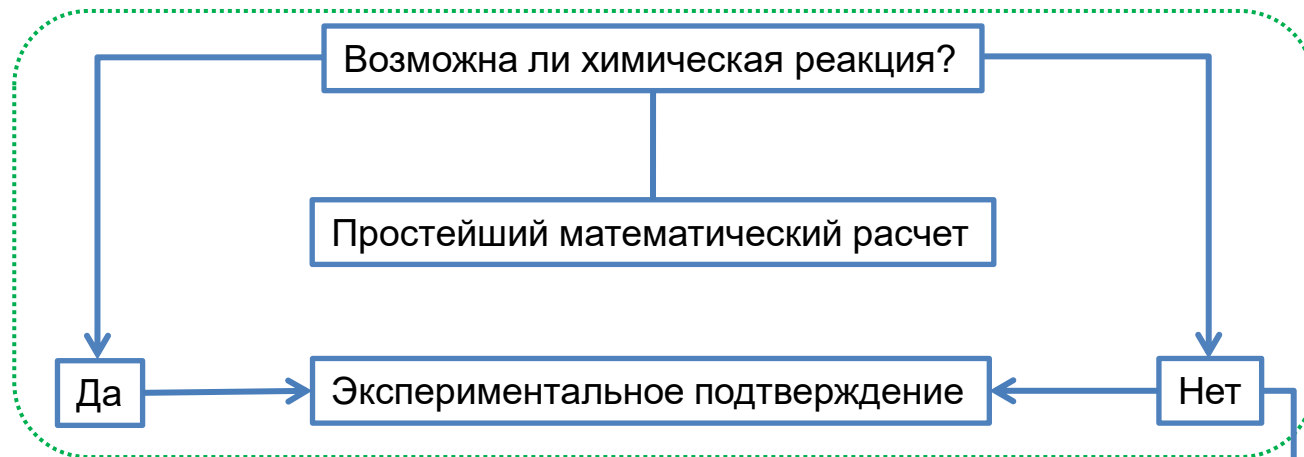 Возможна ли химическая реакция?
Простейший математический расчет
Да
Экспериментальное подтверждение
Нет